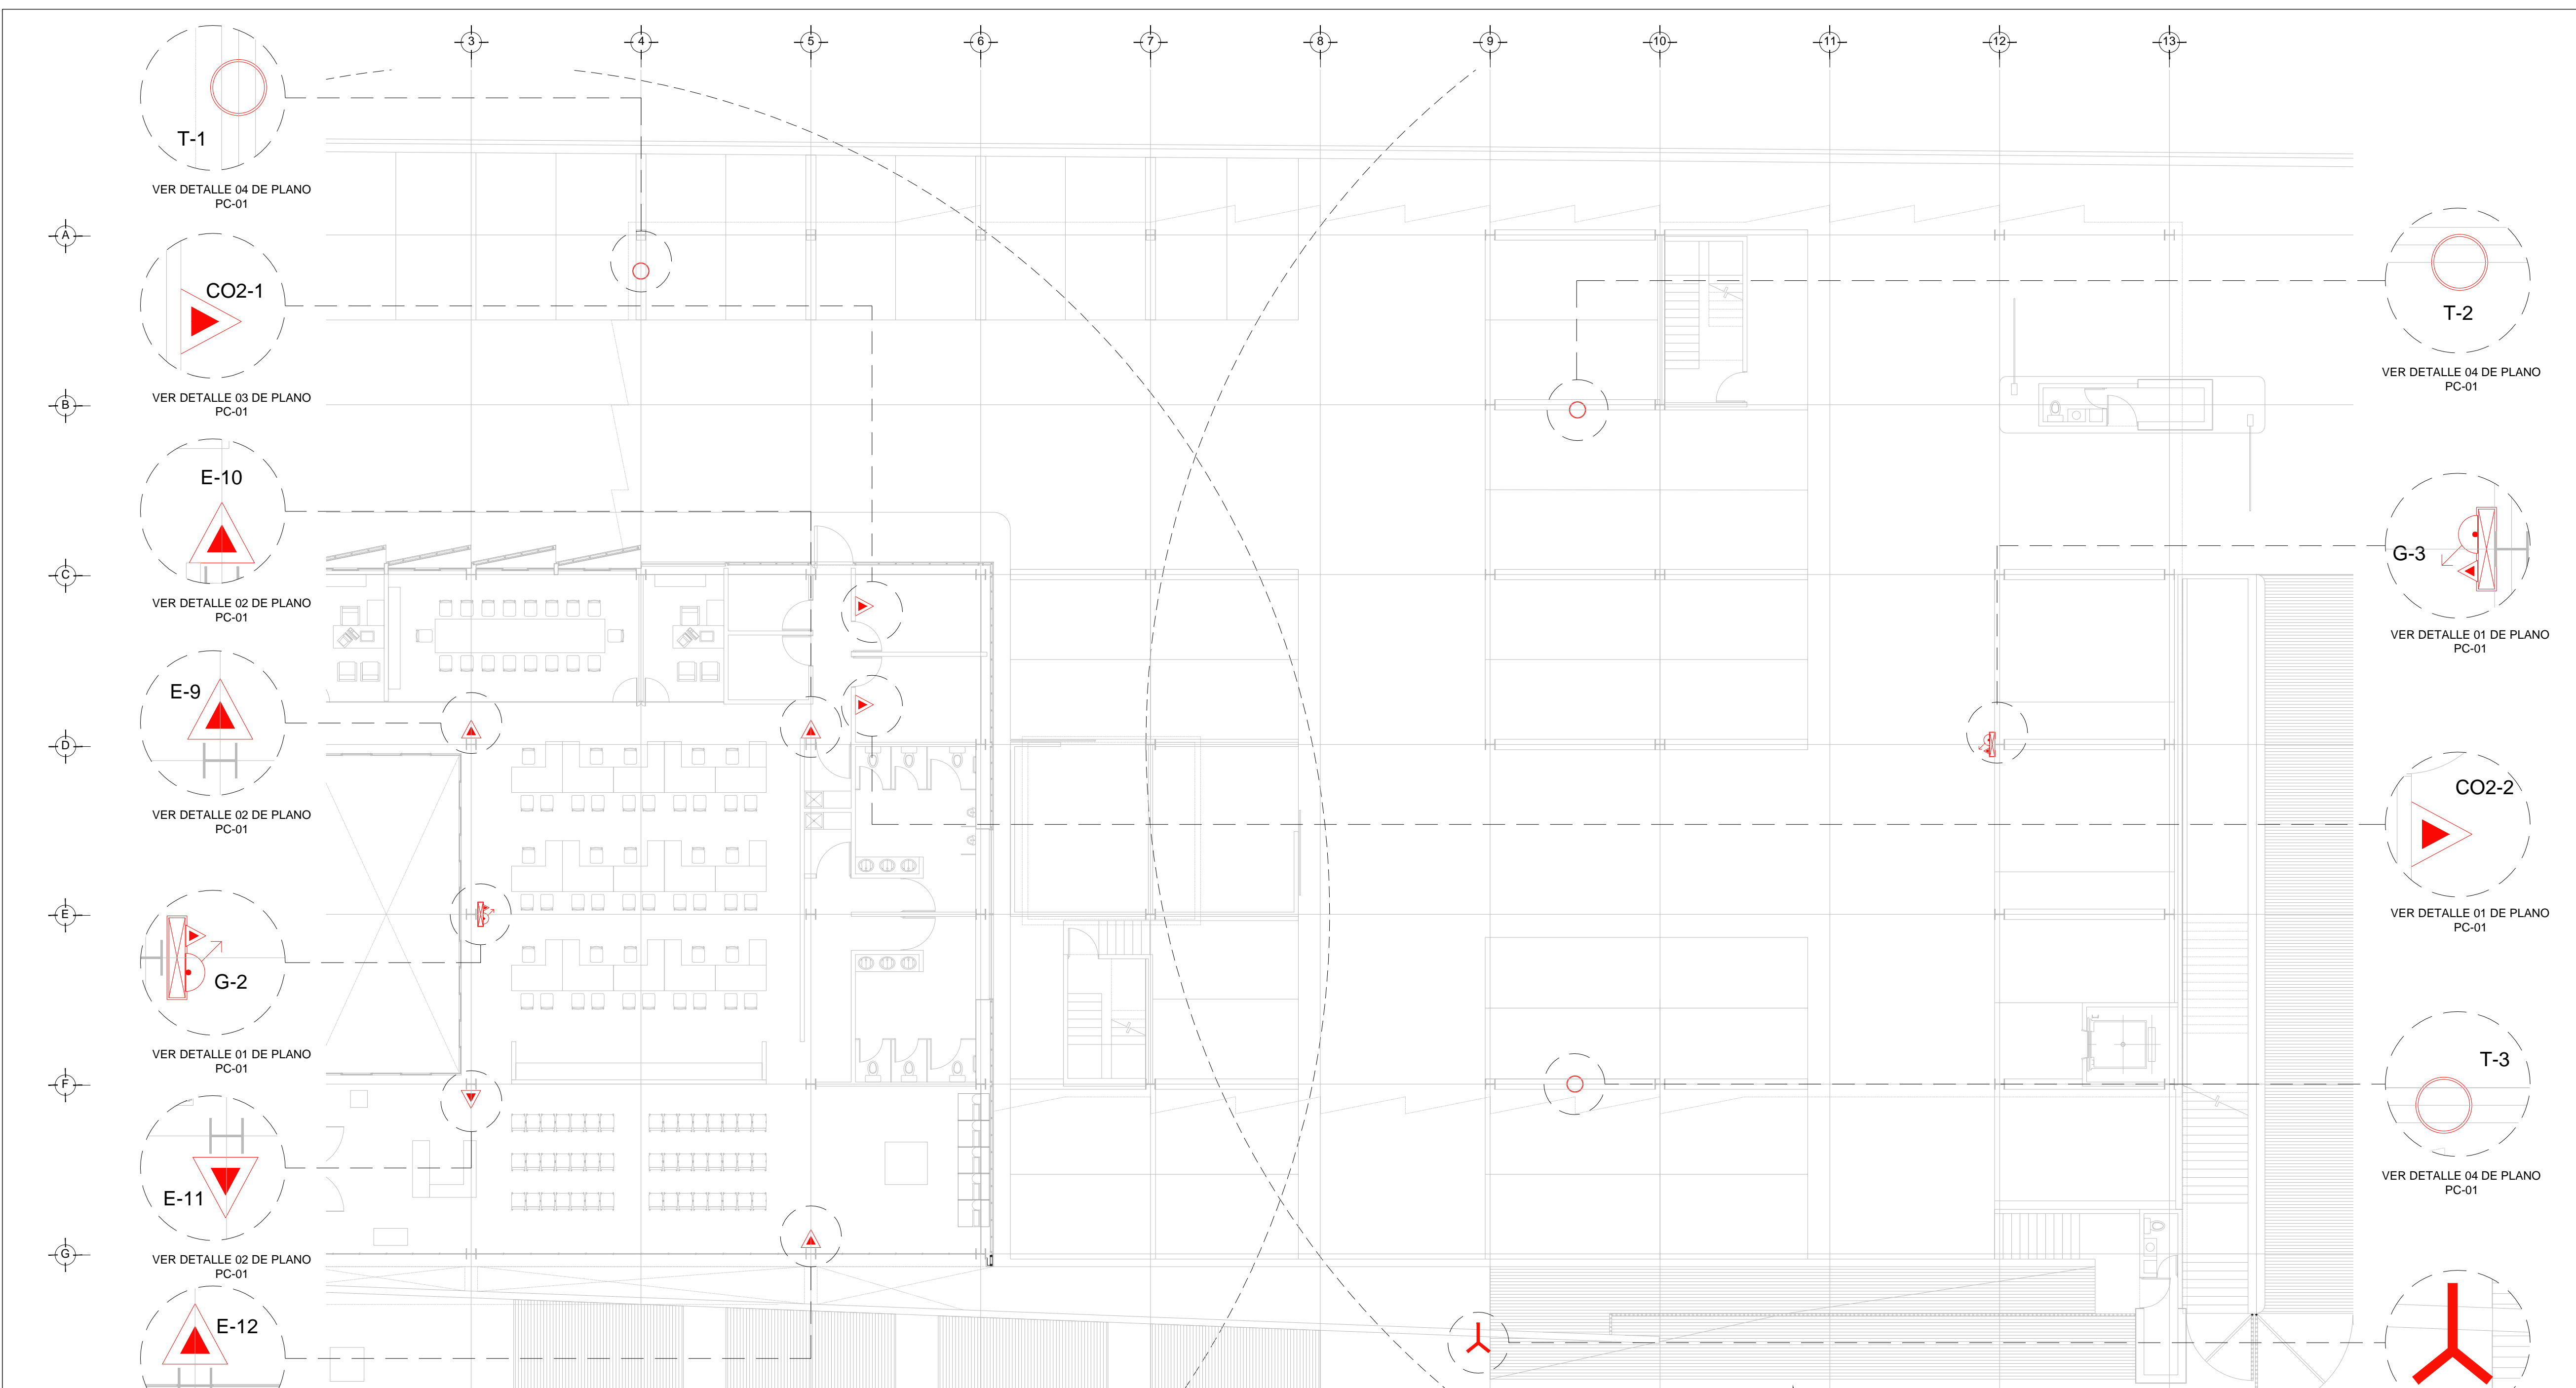 3
4
5
6
7
8
9
10
11
12
13
T-1
VER DETALLE 04 DE PLANO
PC-01
A
CO2-1
VER DETALLE 03 DE PLANO
PC-01
T-2
VER DETALLE 04 DE PLANO
PC-01
B
E-10
VER DETALLE 02 DE PLANO
PC-01
G-3
VER DETALLE 01 DE PLANO
PC-01
C
E-9
VER DETALLE 02 DE PLANO
PC-01
D
CO2-2
VER DETALLE 01 DE PLANO
PC-01
E
G-2
VER DETALLE 01 DE PLANO
PC-01
T-3
VER DETALLE 04 DE PLANO
PC-01
F
E-11
VER DETALLE 02 DE PLANO
PC-01
G
E-12